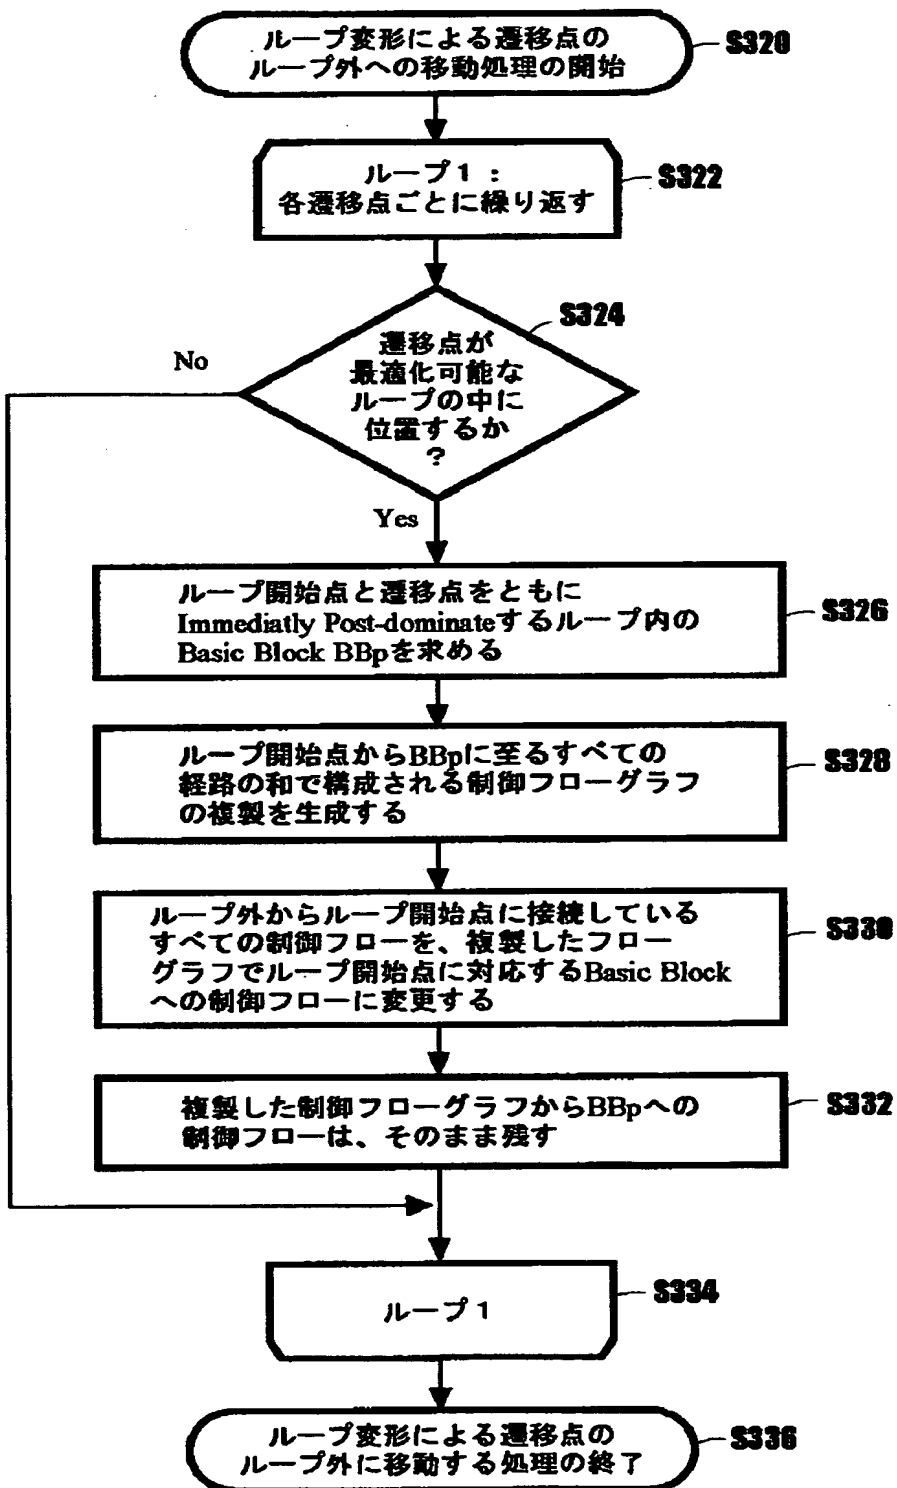 ループ変形による遷移点の
ループ外への移動処理の開始
S320
ループ１：
各遷移点ごとに繰り返す
S322
S324
遷移点が
最適化可能な
ループの中に
位置するか
？
No
Yes
ループ開始点と遷移点をともに
Immediatly Post-dominateするループ内の
Basic Block BBpを求める
S326
ループ開始点からBBpに至るすべての
経路の和で構成される制御フローグラフ
の複製を生成する
S328
ループ外からループ開始点に接続している
すべての制御フローを、複製したフロー
グラフでループ開始点に対応するBasic Block
への制御フローに変更する
S330
複製した制御フローグラフからBBpへの
制御フローは、そのまま残す
S332
ループ１
S334
ループ変形による遷移点の
ループ外に移動する処理の終了
S336